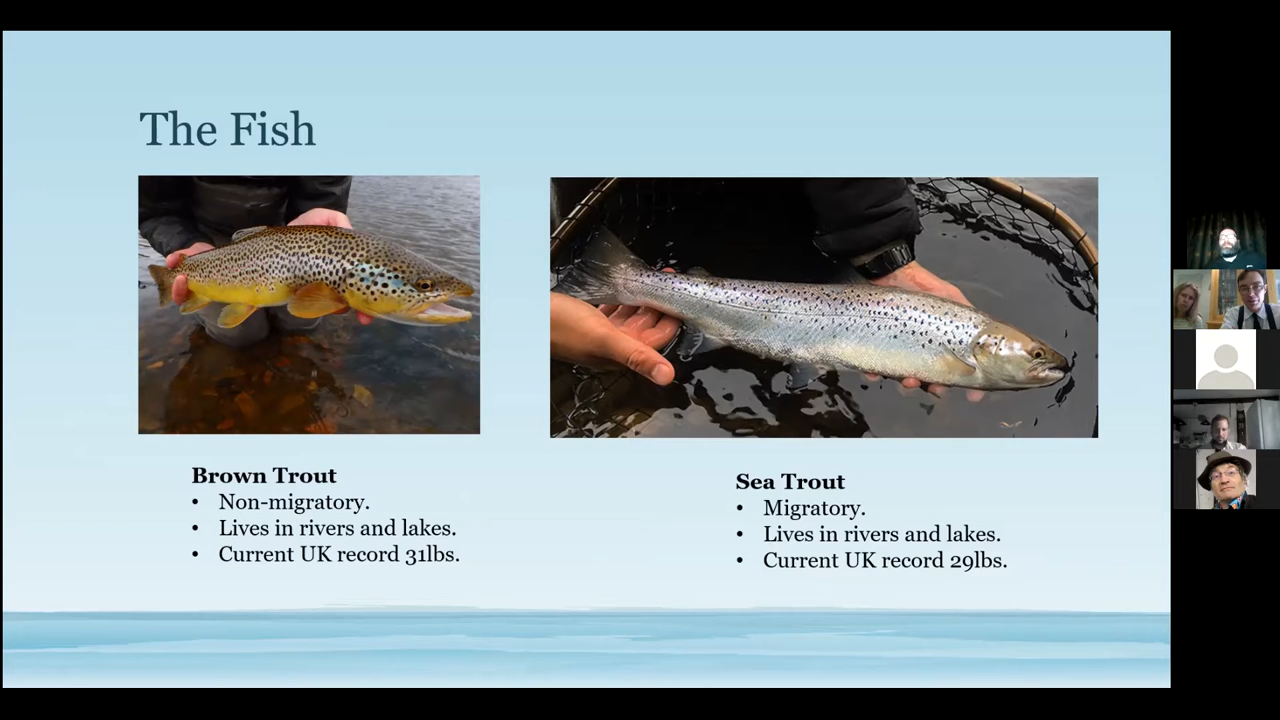 The Fish
Brown Trout
• Non-migratory.
• Lives in rivers and lakes.
• Current UK record 31lbs.
Sea Trout
• Migratory.
• Lives in rivers and lakes.
• Current UK record 29lbs.